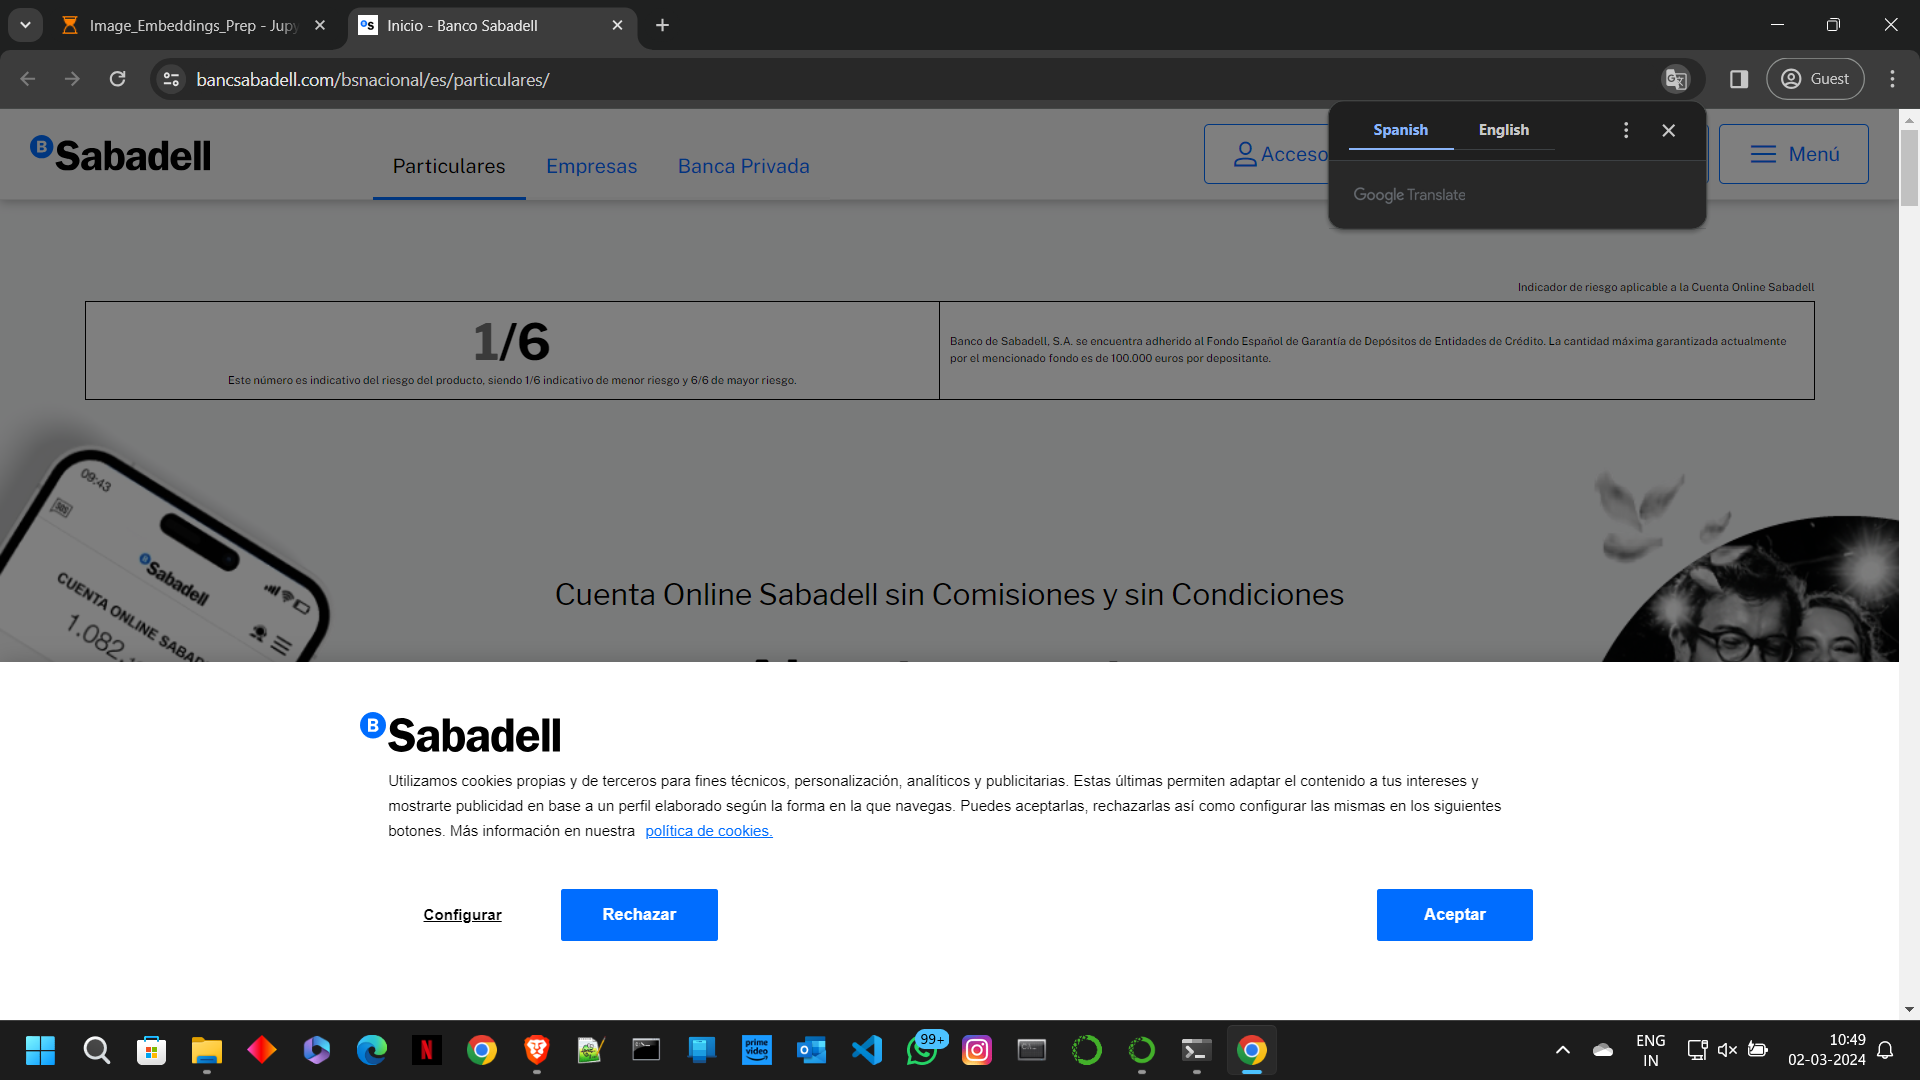 Image_Embeddings_Prep - Jupy
Inicio - Banco Sabadell
bancsabadell.com/bsnacional/es/particulares/
Guest
Spanish
English
Google Translate
B Sabadell
Particulares
Empresas
Banca Privada
Acceso
Menú
Indicador de riesgo aplicable a la Cuenta Online Sabadell
1/6
Este número es indicativo del riesgo del producto, siendo 1/6 indicativo de menor riesgo y 6/6 de mayor riesgo.
Banco de Sabadell, S.A. se encuentra adherido al Fondo Español de Garantía de Depósitos de Entidades de Crédito. La cantidad máxima garantizada actualmente
por el mencionado fondo es de 100.000 euros por depositante.
09:43
SOS
B Sabadell
CUENTA ONLINE SABAD
1.082,
Cuenta Online Sabadell sin Comisiones y sin Condiciones
B Sabadell
Utilizamos cookies propias y de terceros para fines técnicos, personalización, analíticos y publicitarias. Estas últimas permiten adaptar el contenido a tus intereses y
mostrarte publicidad en base a un perfil elaborado según la forma en la que navegas. Puedes aceptarlas, rechazarlas así como configurar las mismas en los siguientes
botones. Más información en nuestra política de cookies.
Configurar
Rechazar
Aceptar
prime
video
99+
ENG
IN
10:49
02-03-2024